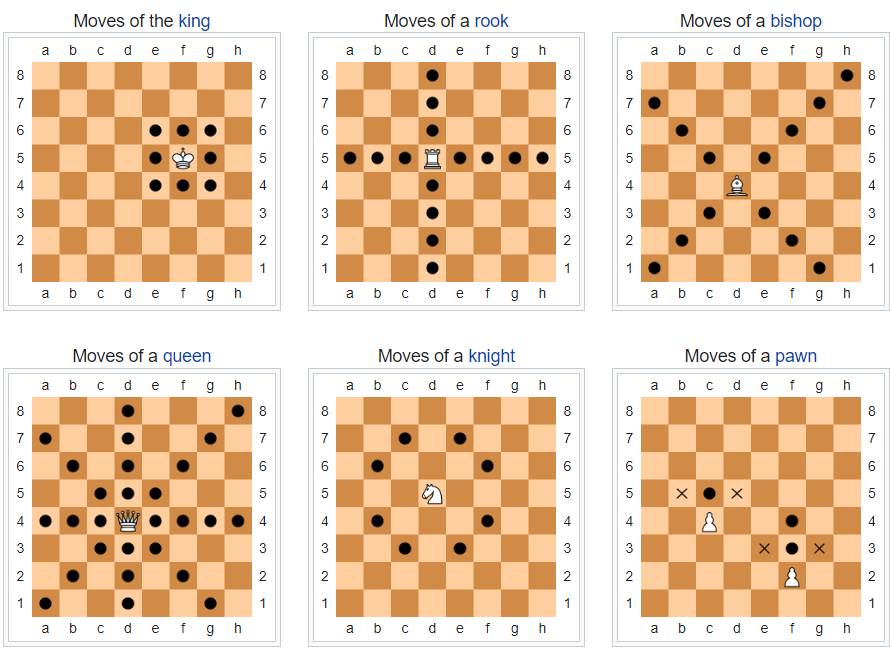 Moves of the king
a b c d e f g h
8 8
7 7
6 6
5 5
4 4
3 3
2 2
1 1
a b c d e f g h
Moves of a rook
a b c d e f g h
8 8
7 7
6 6
5 5
4 4
3 3
2 2
1 1
a b c d e f g h
Moves of a bishop
a b c d e f g h
8 8
7 7
6 6
5 5
4 4
3 3
2 2
1 1
a b c d e f g h
Moves of a queen
a b c d e f g h
8 8
7 7
6 6
5 5
4 4
3 3
2 2
1 1
a b c d e f g h
Moves of a knight
a b c d e f g h
8 8
7 7
6 6
5 5
4 4
3 3
2 2
1 1
a b c d e f g h
Moves of a pawn
a b c d e f g h
8 8
7 7
6 6
5 5
4 4
3 3
2 2
1 1
a b c d e f g h